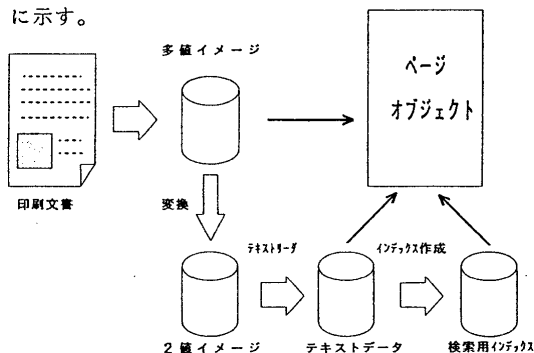 に示す。
多値イメージ
ページ
オブジェクト
印刷文書
変換
テキストリーダ
インデックス作成
2値イメージ
テキストデータ
検索用インデックス